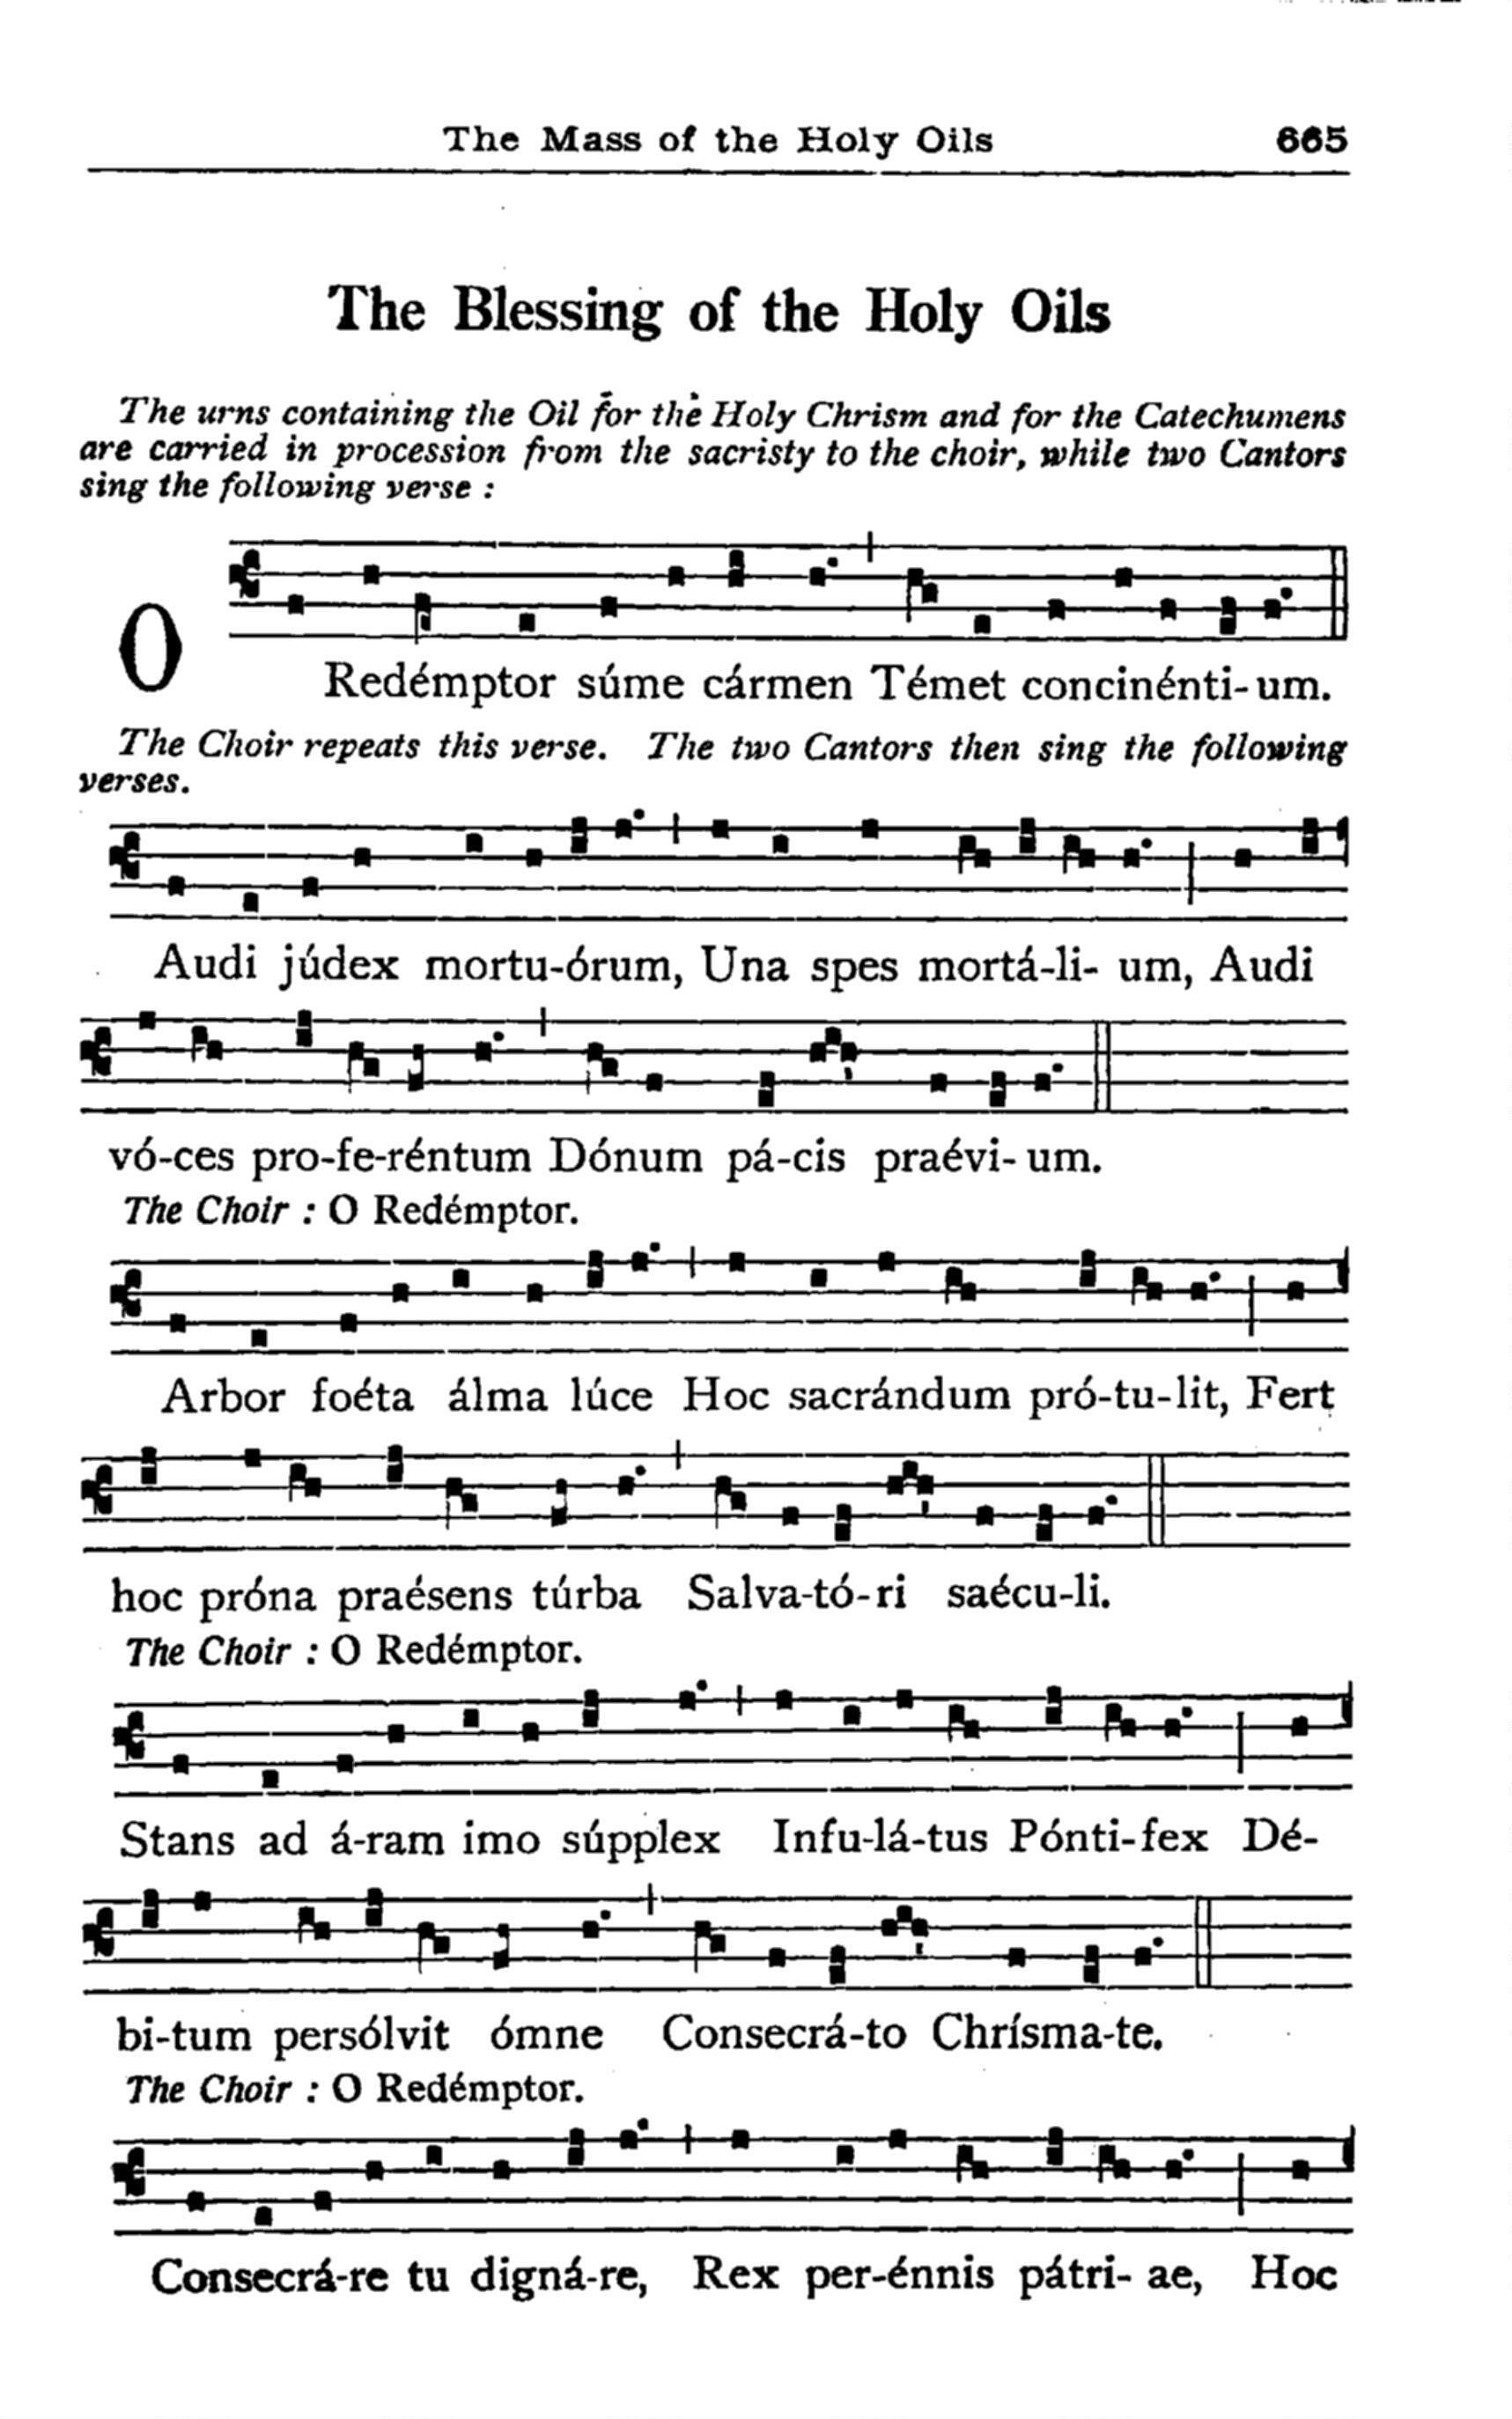 The Mass of the Holy Oils 665
The Blessing of the Holy Oils
The urns containing the Oil for the Holy Chrism and for the Catechumens
are carried in procession from the sacristy to the choir, while two Cantors
sing the following verse :
O Redémptor súme cármen Témet concinénti-um.
The Choir repeats this verse. The two Cantors then sing the following
verses.
Audi júdex mortu-órum, Una spes mortá-li- um, Audi
vó-ces pro-fe-réntum Dónum pá-cis praévi- um.
The Choir : O Redémptor.
Arbor foéta álma lúce Hoc sacrándum pró-tu-lit, Fert
hoc próna praésens túrba Salva-tó-ri saécu-li.
The Choir : O Redémptor.
Stans ad á-ram imo súpplex Infu-lá-tus Pónti-fex Dé-
bi-tum persólvit ómne Consecrá-to Chrísma-te.
The Choir : O Redémptor.
Consecrá-re tu digná-re, Rex per-énnis pátri- ae, Hoc